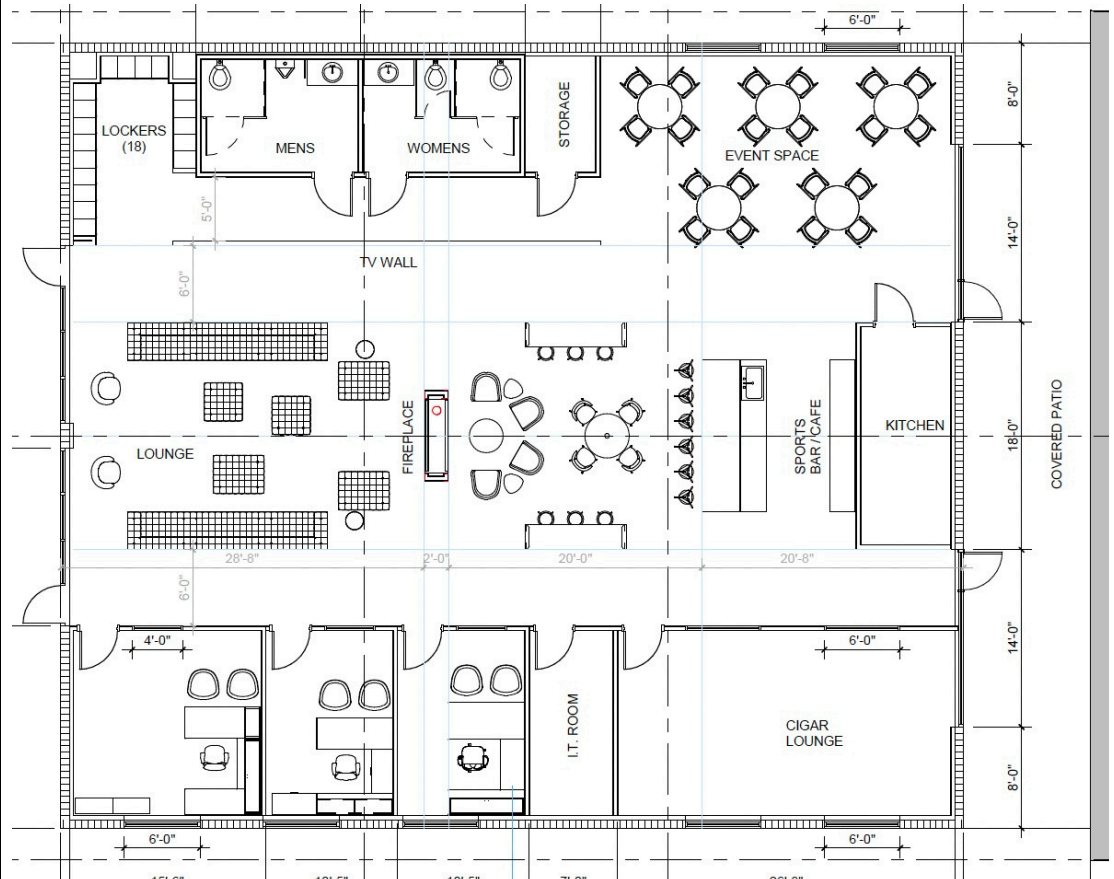 6'-0"
8'-0"
LOCKERS
(18)
MENS
WOMENS
STORAGE
EVENT SPACE
5'-0"
14'-0"
TV WALL
6'-0"
LOUNGE
FIREPLACE
SPORTS
BAR / CAFE
KITCHEN
18'-0"
COVERED PATIO
28'-8"
2'-0"
20'-0"
20'-8"
6'-0"
4'-0"
6'-0"
14'-0"
I.T. ROOM
CIGAR
LOUNGE
8'-0"
6'-0"
6'-0"